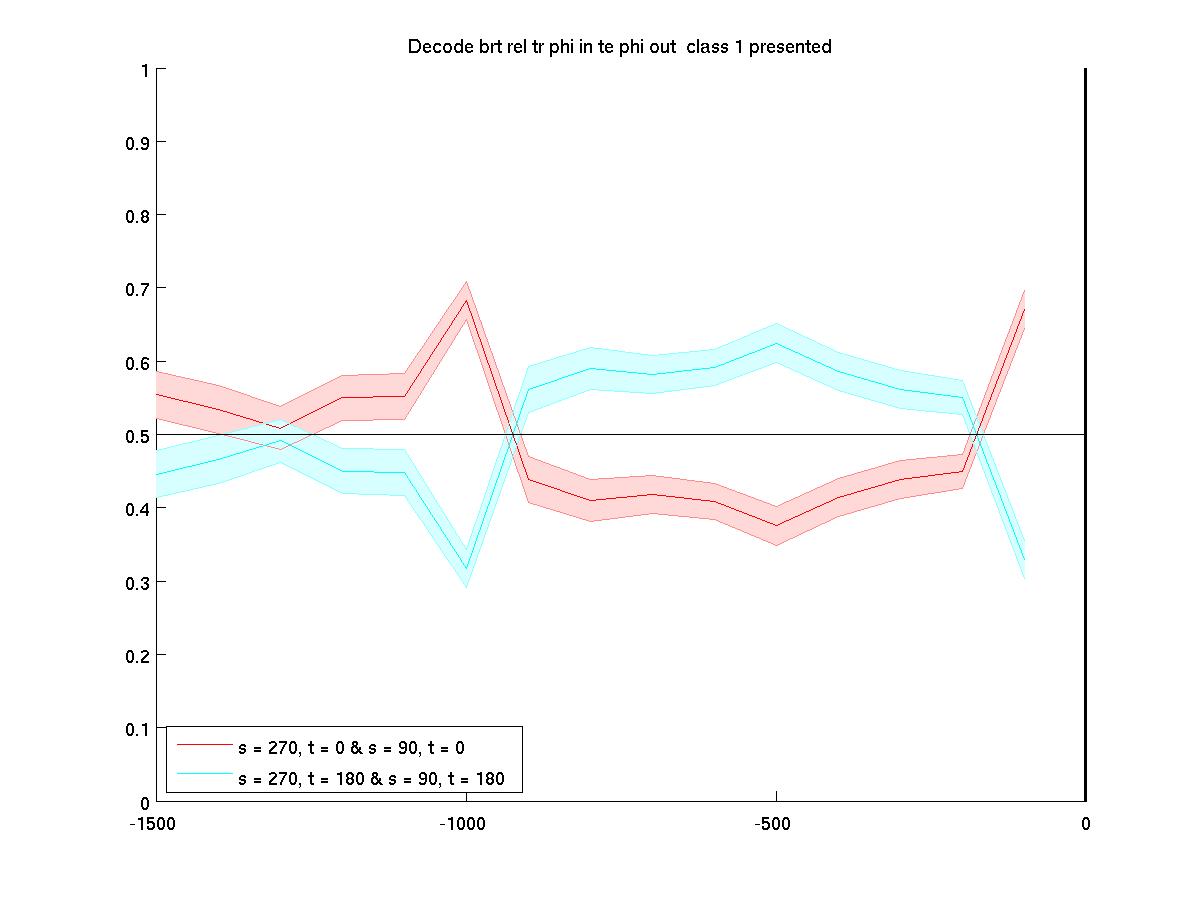 Decode brt rel tr phi in te phi out  class 1 presented
1
0.9
0.8
0.7
0.6
0.5
0.4
0.3
0.2
0.1
0
s = 270, t = 0 & s = 90, t = 0
s = 270, t = 180 & s = 90, t = 180
-1500 -1000 -500 0